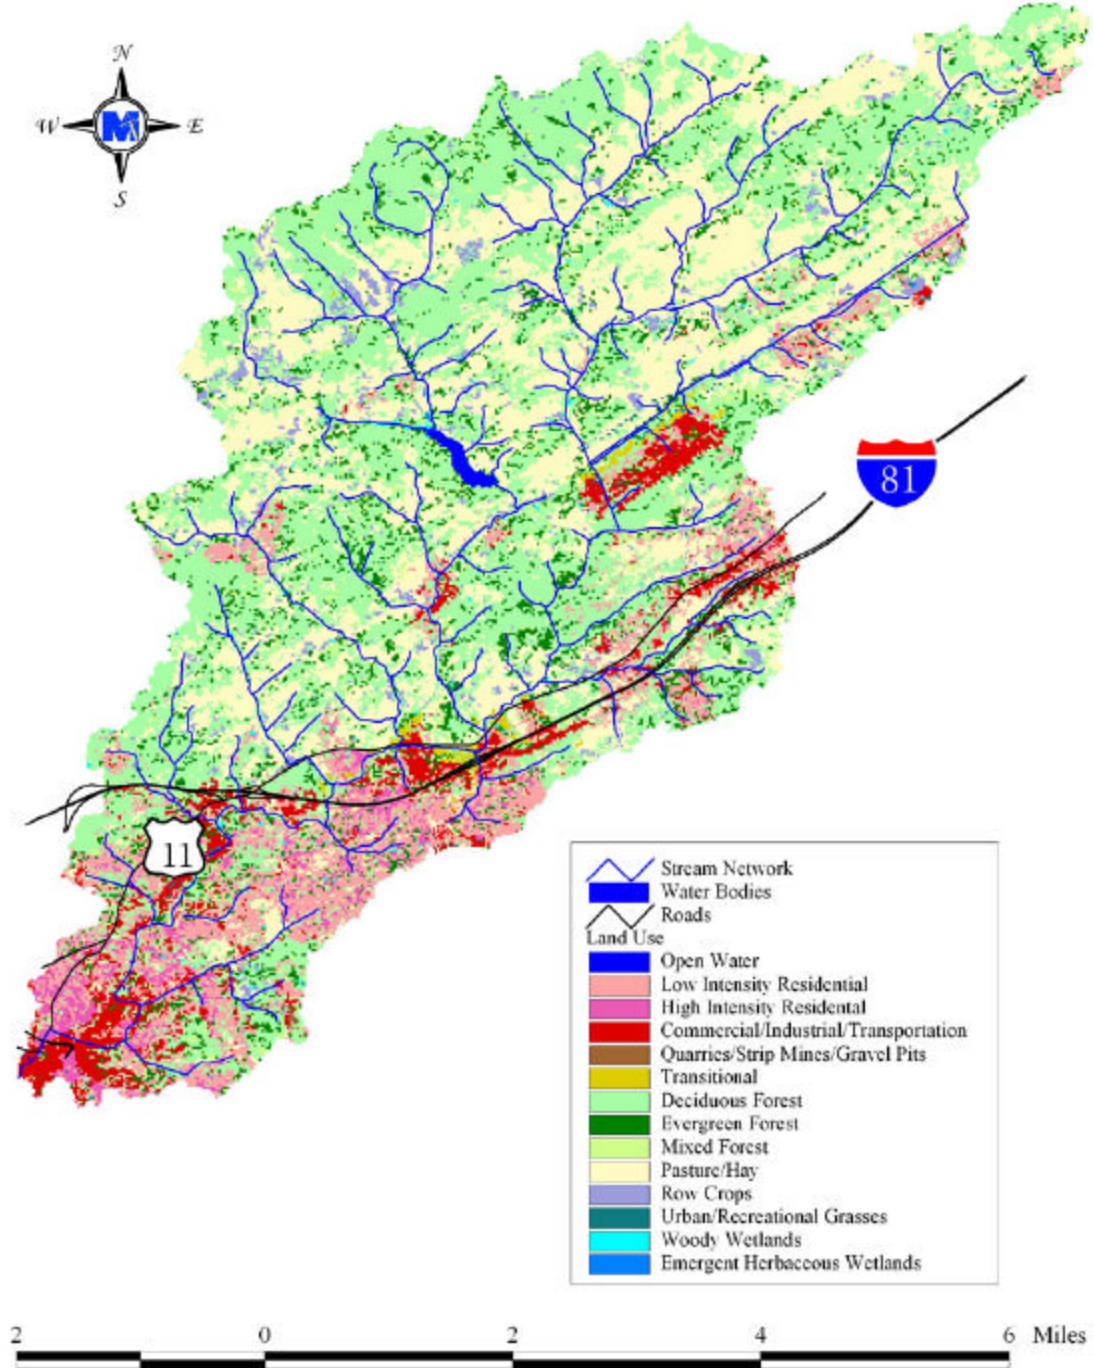 N
W E
S
M
81
11
Stream Network
Water Bodies
Roads
Land Use
Open Water
Low Intensity Residential
High Intensity Residental
Commercial/Industrial/Transportation
Quarries/Strip Mines/Gravel Pits
Transitional
Deciduous Forest
Evergreen Forest
Mixed Forest
Pasture/Hay
Row Crops
Urban/Recreational Grasses
Woody Wetlands
Emergent Herbaceous Wetlands
2 0 2 4 6 Miles